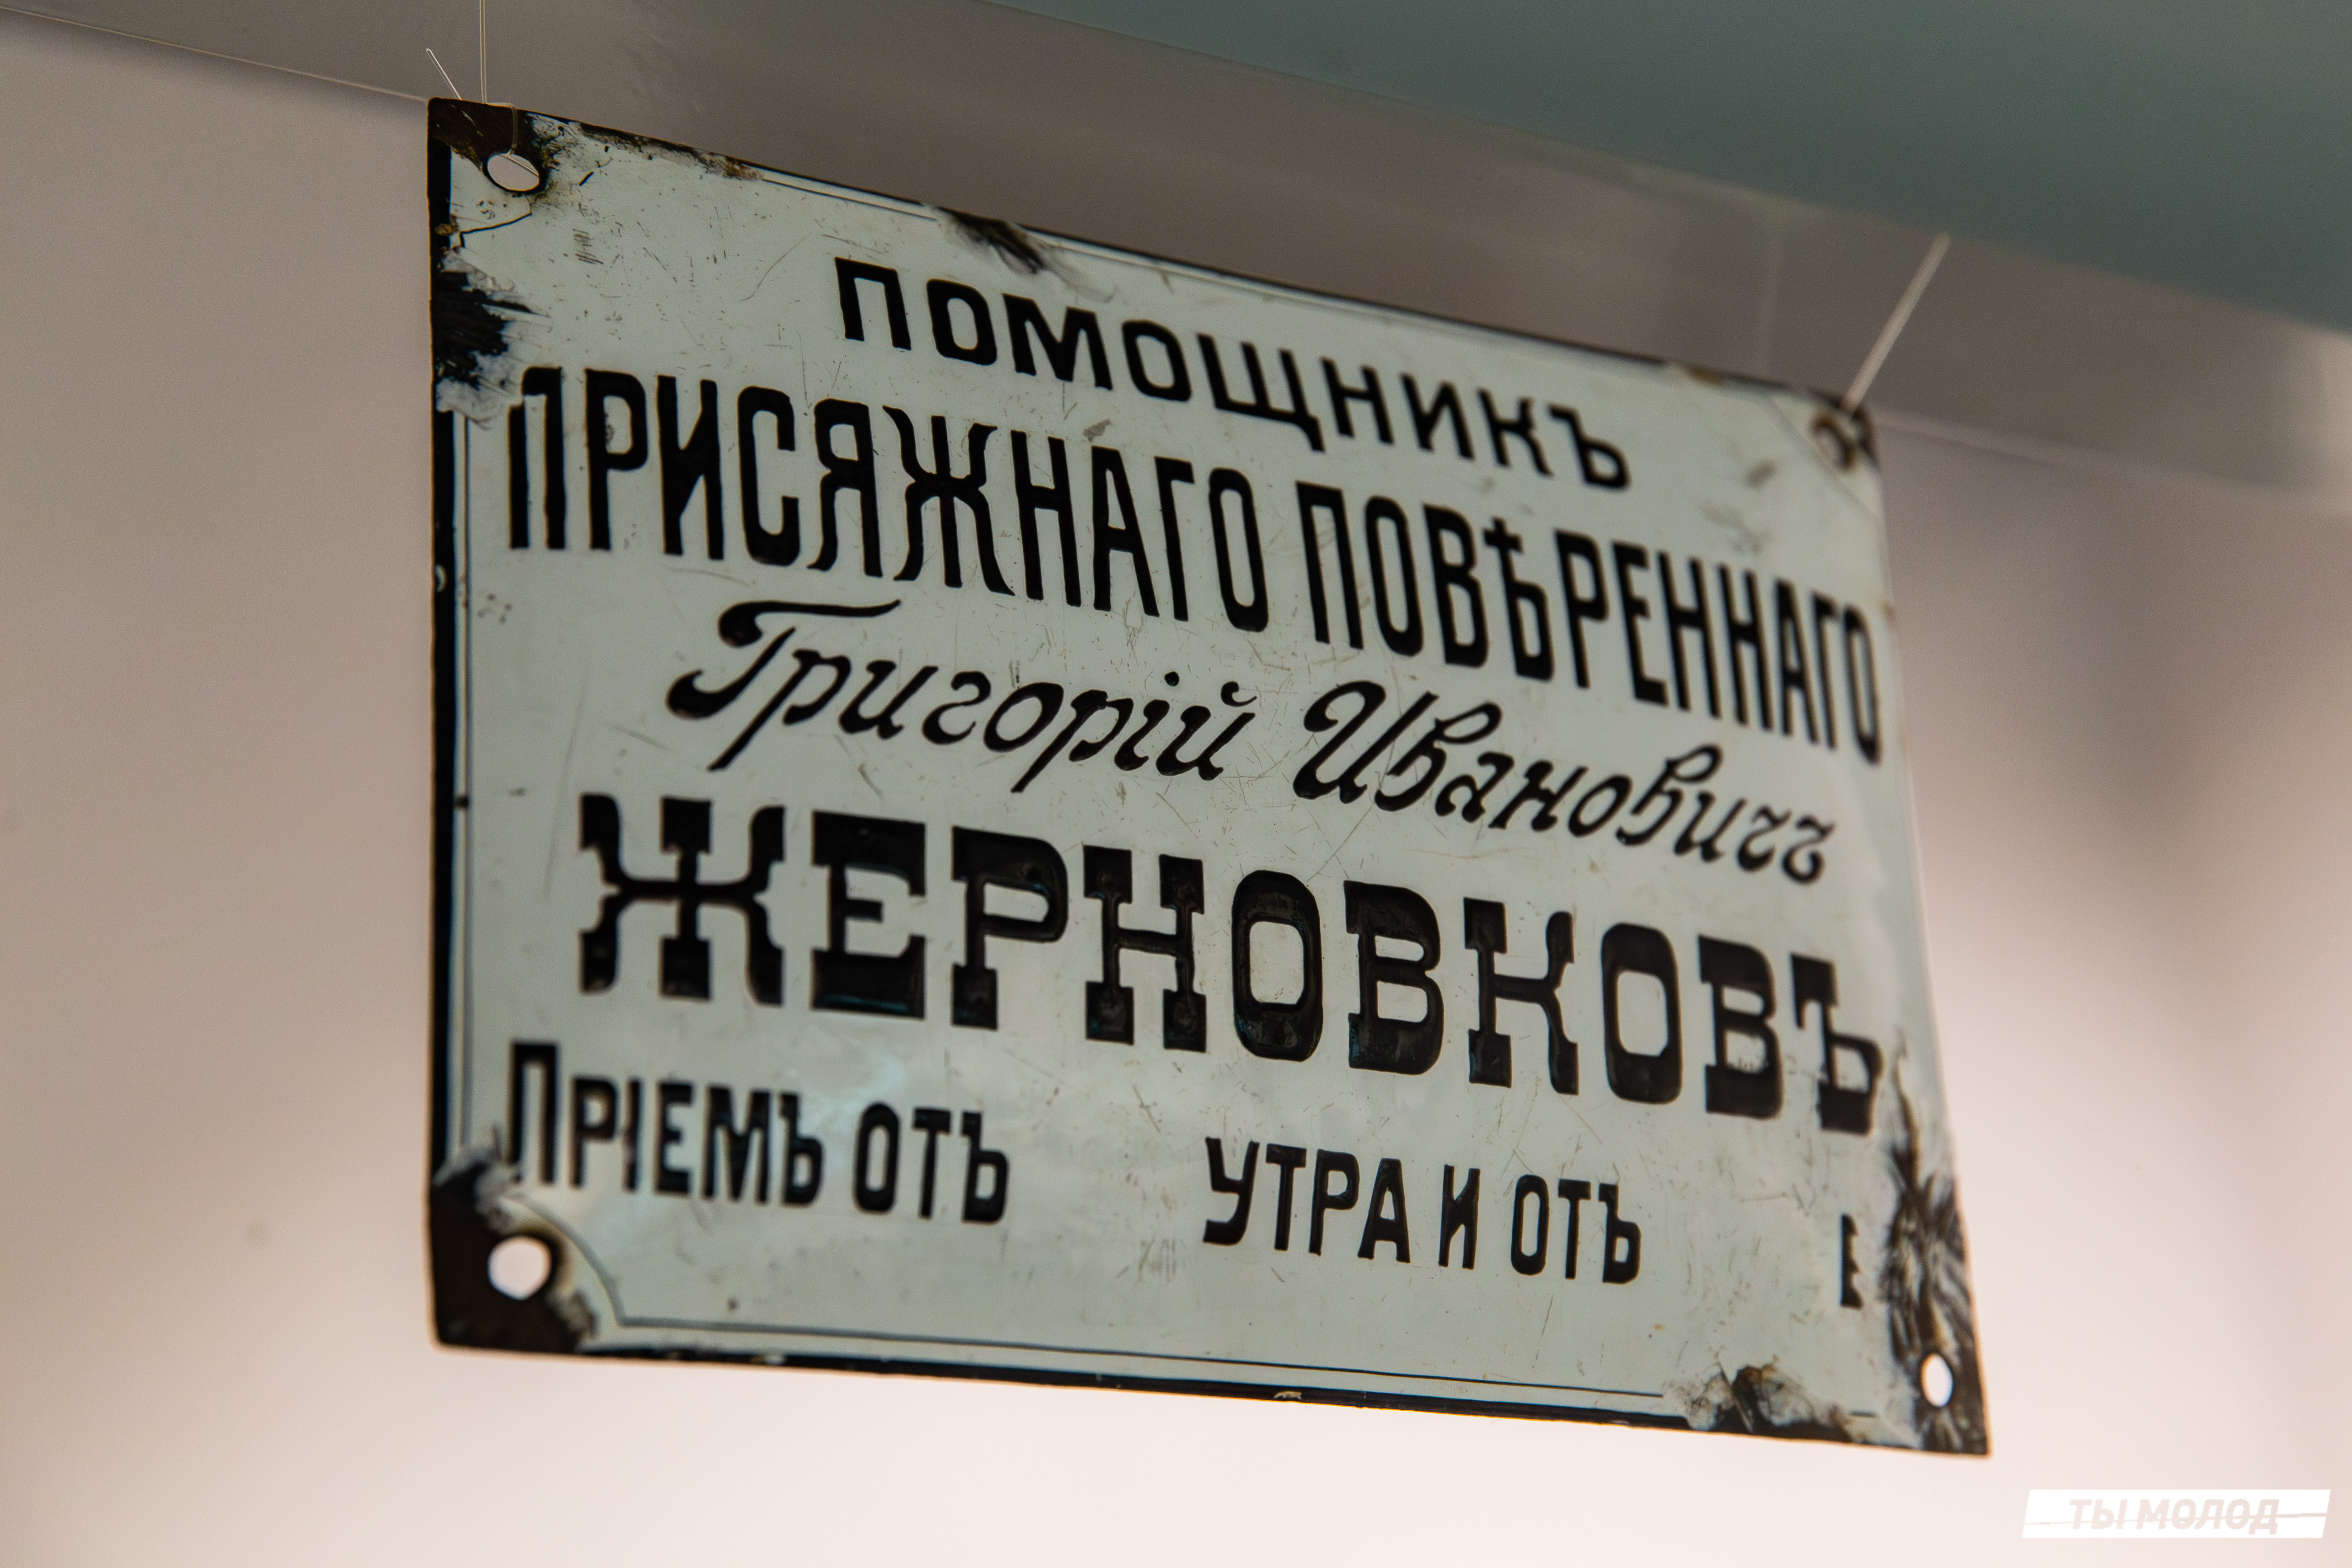 ПОМОЩНИКЪ
ПРИСЯЖНАГО ПОВѢРЕННАГО
Григорій Ивановичъ
ЖЕРНОВКОВЪ
ПРІЕМЪ ОТЪ УТРА И ОТЪ
ТЫ МОЛОД